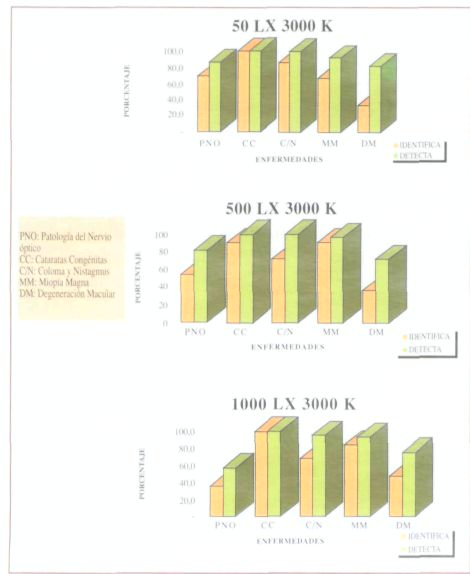 50 LX 3000 K
PORCENTAJE
100,0
80,0
60,0
40,0
20,0
-
PNO CC C/N MM DM
ENFERMEDADES
IDENTIFICA
DETECTA
500 LX 3000 K
PNO: Patología del Nervio
óptico
CC: Cataratas Congénitas
C/N: Coloma y Nistagmus
MM: Miopía Magna
DM: Degeneración Macular
PORCENTAJE
100
80
60
40
20
0
PNO CC C/N MM DM
ENFERMEDADES
IDENTIFICA
DETECTA
1000 LX 3000 K
PORCENTAJE
100,0
80,0
60,0
40,0
20,0
-
PNO CC C/N MM DM
ENFERMEDADES
IDENTIFICA
DETECTA